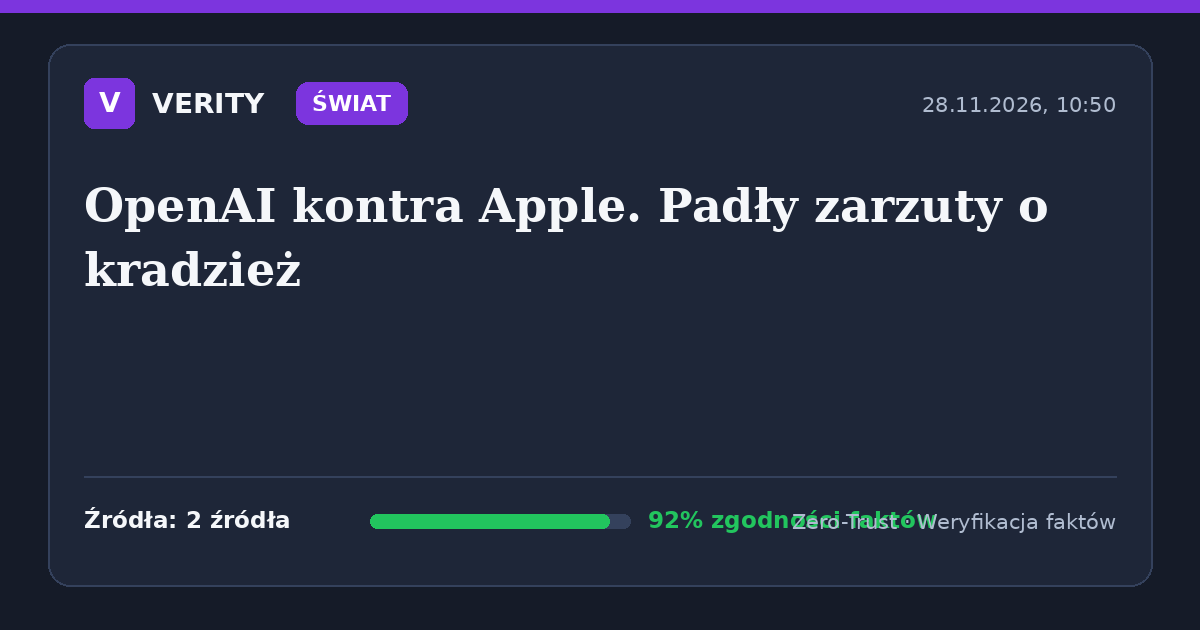 V VERITY ŚWIAT 28.11.2026, 10:50
OpenAI kontra Apple. Padły zarzuty o
kradzież
Źródła: 2 źródła 92% zgodności faktów Zero-Trust · Weryfikacja faktów